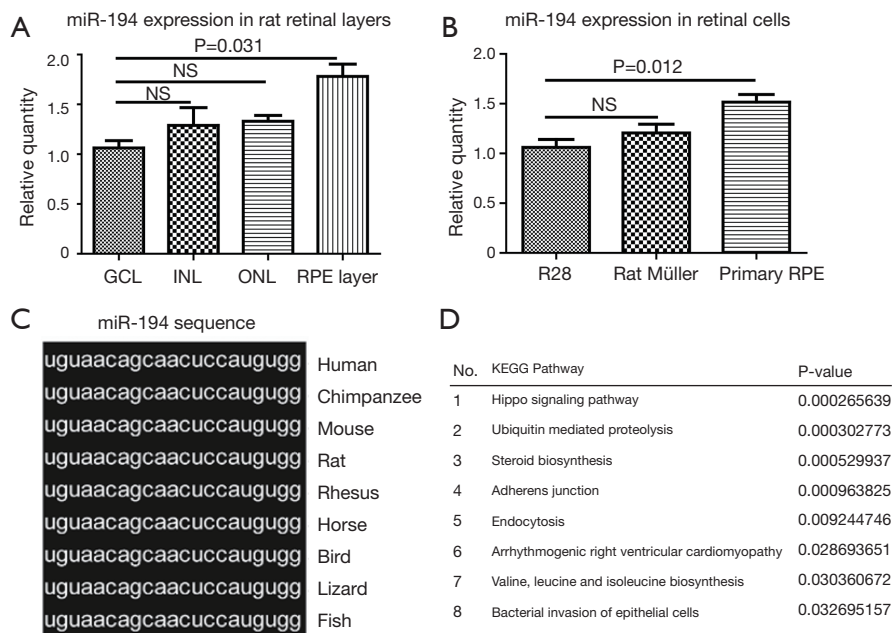 A
miR-194 expression in rat retinal layers
P=0.031
NS
NS
2.0
1.5
1.0
0.5
0
Relative quantity
GCL INL ONL RPE layer
B
miR-194 expression in retinal cells
P=0.012
NS
2.0
1.5
1.0
0.5
0
Relative quantity
R28 Rat Müller Primary RPE
C
miR-194 sequence
uguaacagcaacuccaugugg Human
uguaacagcaacuccaugugg Chimpanzee
uguaacagcaacuccaugugg Mouse
uguaacagcaacuccaugugg Rat
uguaacagcaacuccaugugg Rhesus
uguaacagcaacuccaugugg Horse
uguaacagcaacuccaugugg Bird
uguaacagcaacuccaugugg Lizard
uguaacagcaacuccaugugg Fish
D
No. KEGG Pathway P-value
1 Hippo signaling pathway 0.000265639
2 Ubiquitin mediated proteolysis 0.000302773
3 Steroid biosynthesis 0.000529937
4 Adherens junction 0.000963825
5 Endocytosis 0.009244746
6 Arrhythmogenic right ventricular cardiomyopathy 0.028693651
7 Valine, leucine and isoleucine biosynthesis 0.030360672
8 Bacterial invasion of epithelial cells 0.032695157